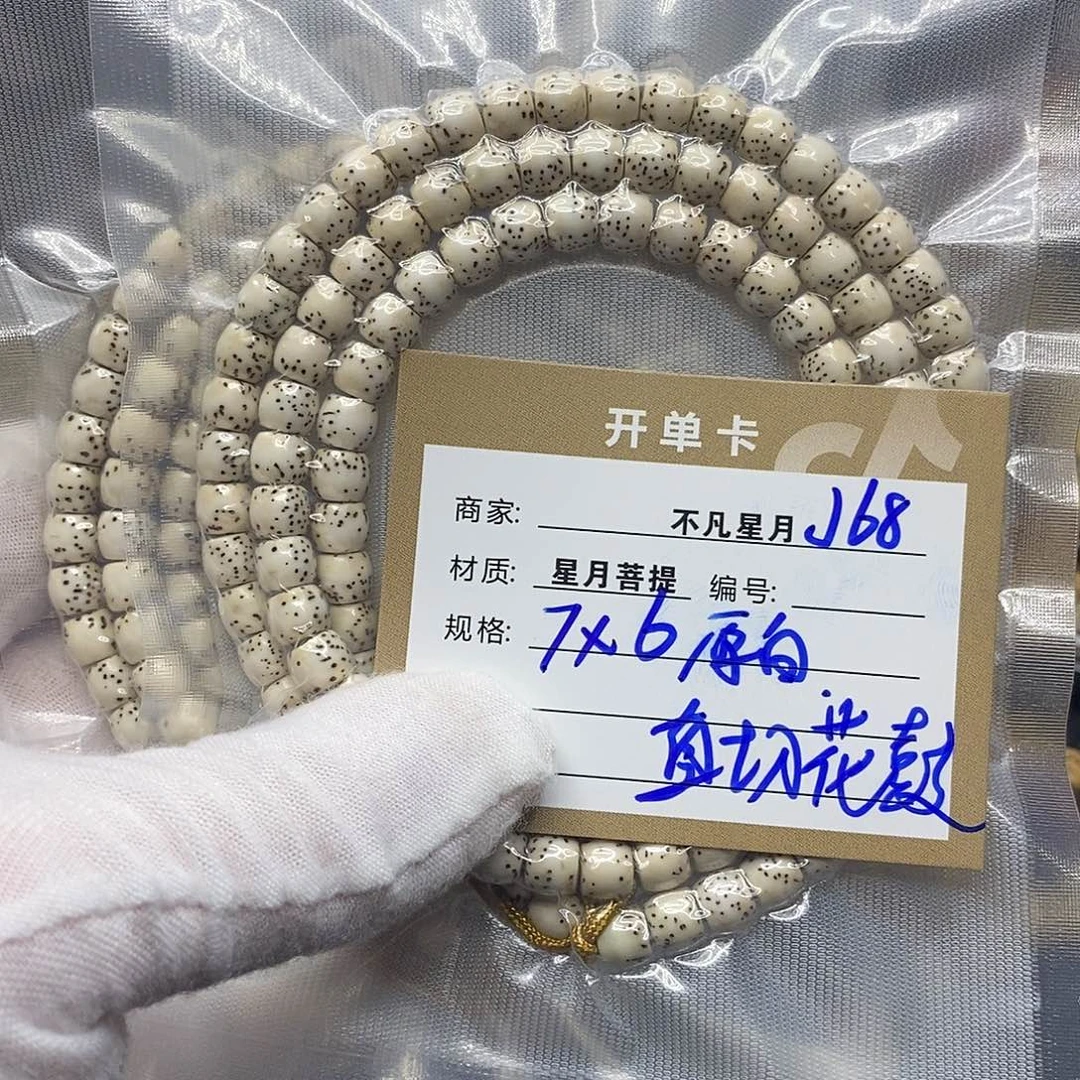 开单卡
商家: 不凡星月 J68
材质: 星月菩提 编号:
规格: 7×6 原白
直切花鼓